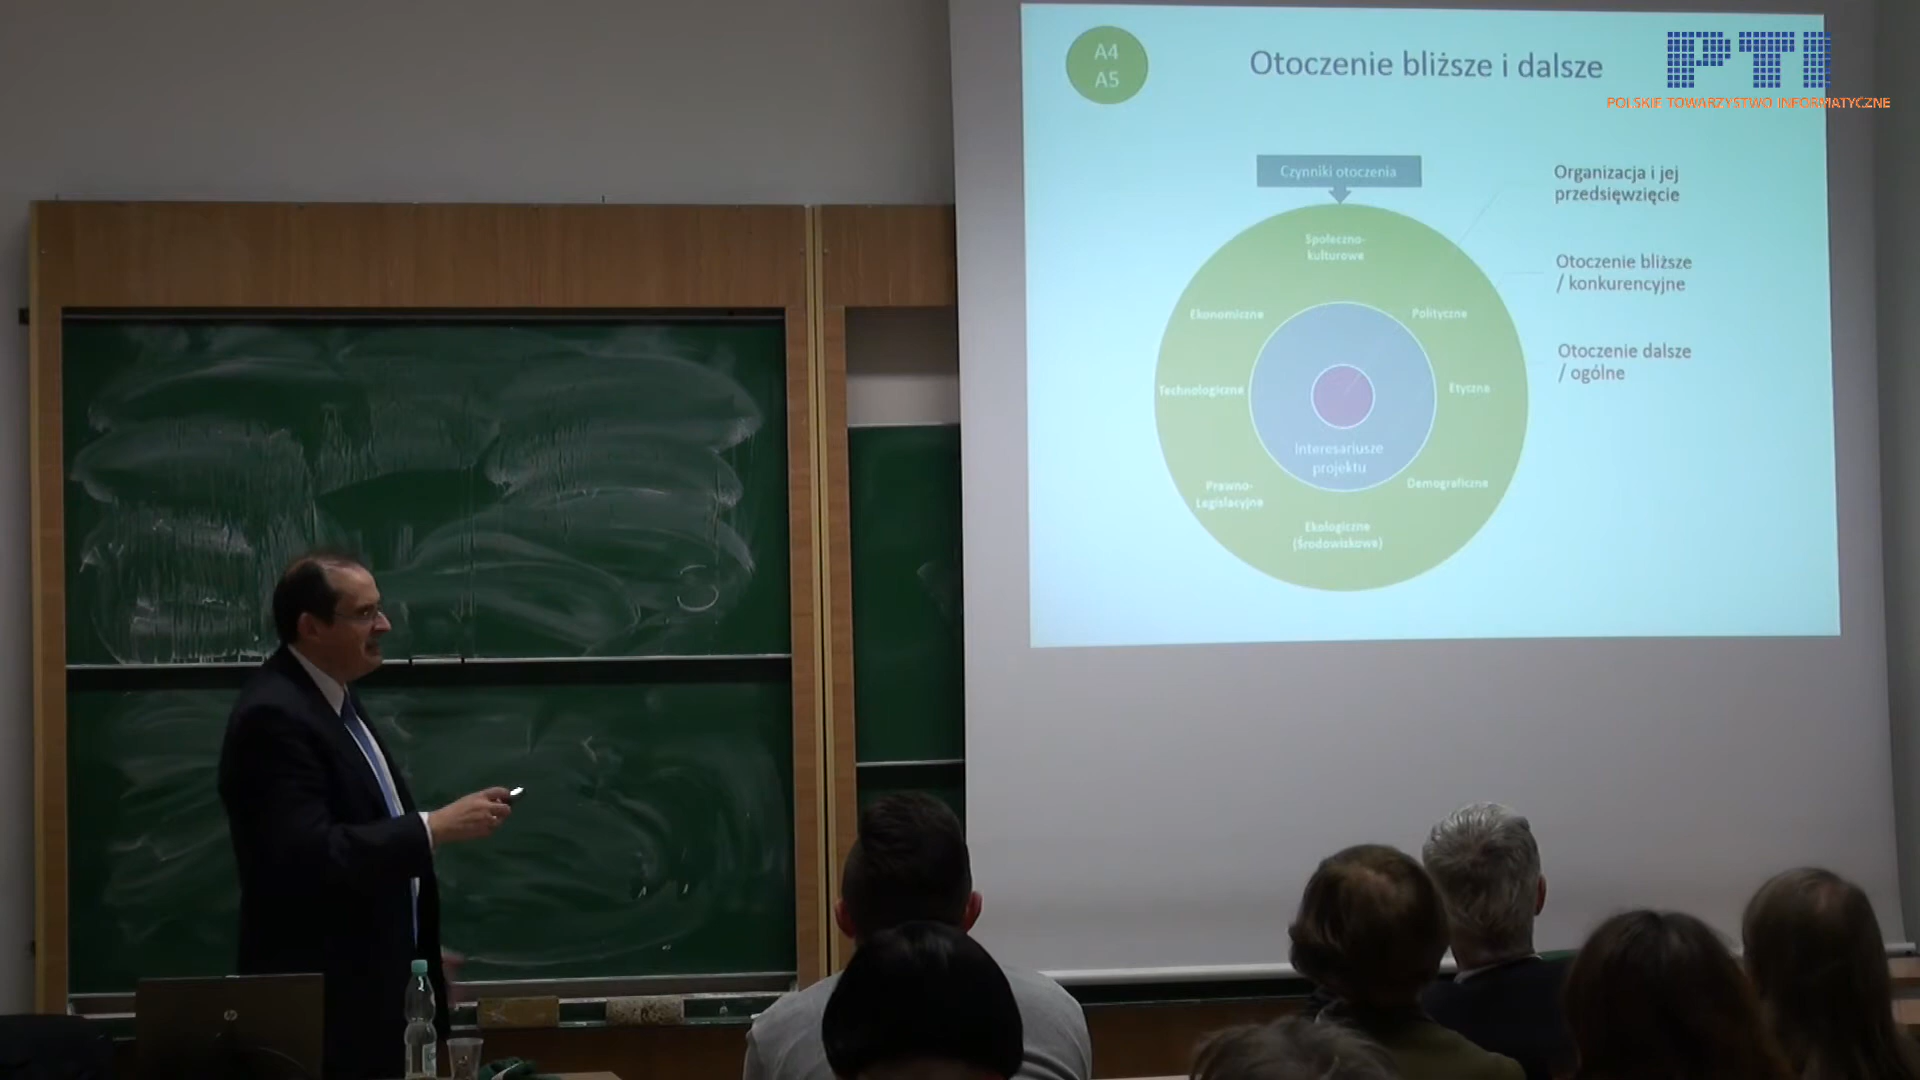 A4
A5
Otoczenie bliższe i dalsze
PTI
POLSKIE TOWARZYSTWO INFORMATYCZNE
Czynniki otoczenia
Organizacja i jej
przedsięwzięcie
Otoczenie bliższe
/ konkurencyjne
Otoczenie dalsze
/ ogólne
Społeczno-
kulturowe
Ekonomiczne
Polityczne
Technologiczne
Etyczne
Interesariusze
projektu
Prawno-
Legislacyjne
Demograficzne
Ekologiczne
(Środowiskowe)
hp